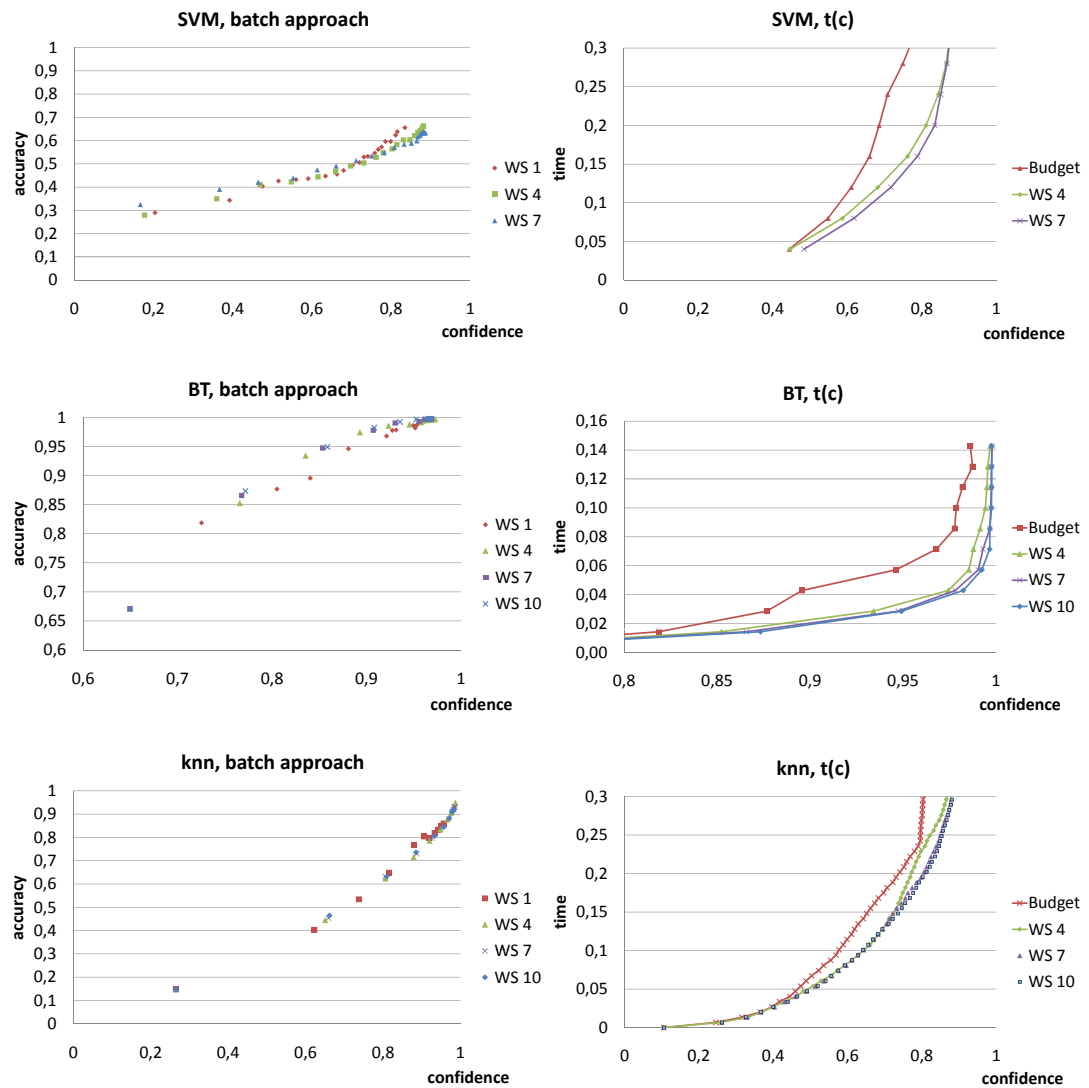 SVM, batch approach
accuracy
1
0,9
0,8
0,7
0,6
0,5
0,4
0,3
0,2
0,1
0
0 0,2 0,4 0,6 0,8 1
confidence
WS 1
WS 4
WS 7
SVM, t(c)
time
0,3
0,25
0,2
0,15
0,1
0,05
0
0 0,2 0,4 0,6 0,8 1
confidence
Budget
WS 4
WS 7
BT, batch approach
accuracy
1
0,95
0,9
0,85
0,8
0,75
0,7
0,65
0,6
0,6 0,7 0,8 0,9 1
confidence
WS 1
WS 4
WS 7
WS 10
BT, t(c)
time
0,16
0,14
0,12
0,10
0,08
0,06
0,04
0,02
0,00
0,8 0,85 0,9 0,95 1
confidence
Budget
WS 4
WS 7
WS 10
knn, batch approach
accuracy
1
0,9
0,8
0,7
0,6
0,5
0,4
0,3
0,2
0,1
0
0 0,2 0,4 0,6 0,8 1
confidence
WS 1
WS 4
WS 7
WS 10
knn, t(c)
time
0,3
0,25
0,2
0,15
0,1
0,05
0
0 0,2 0,4 0,6 0,8 1
confidence
Budget
WS 4
WS 7
WS 10